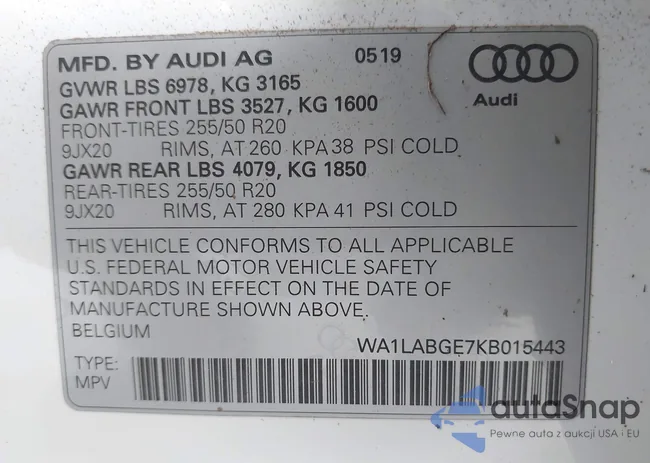 MFD. BY AUDI AG 0519
GVWR LBS 6978, KG 3165
GAWR FRONT LBS 3527, KG 1600
Audi
FRONT-TIRES 255/50 R20
9JX20 RIMS, AT 260 KPA 38 PSI COLD
GAWR REAR LBS 4079, KG 1850
REAR-TIRES 255/50 R20
9JX20 RIMS, AT 280 KPA 41 PSI COLD
THIS VEHICLE CONFORMS TO ALL APPLICABLE
U.S. FEDERAL MOTOR VEHICLE SAFETY
STANDARDS IN EFFECT ON THE DATE OF
MANUFACTURE SHOWN ABOVE.
BELGIUM
WA1LABGE7KB015443
TYPE:
MPV
autaSnap
Pewne auta z aukcji USA i EU